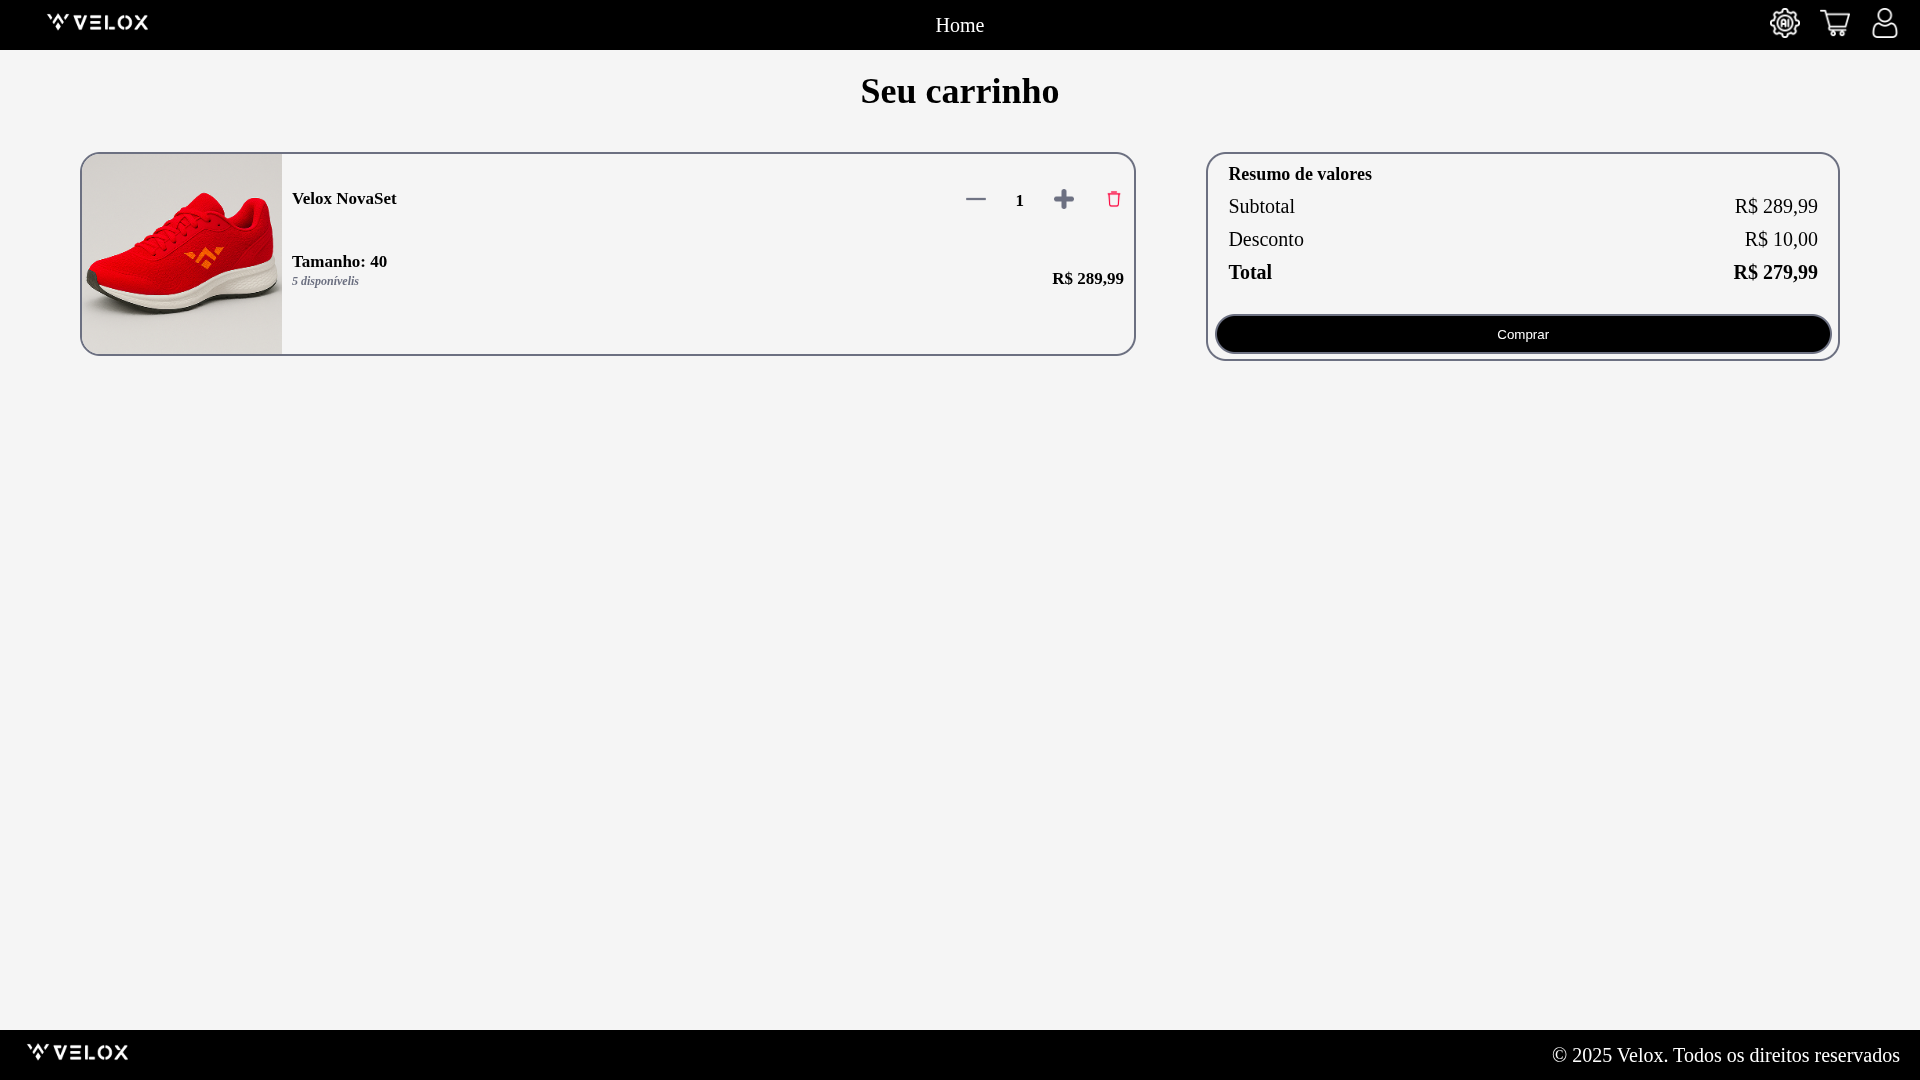 VELOX
Home
AI
Seu carrinho
Velox NovaSet
1
Tamanho: 40
5 disponívelis
R$ 289,99
Resumo de valores
Subtotal R$ 289,99
Desconto R$ 10,00
Total R$ 279,99
Comprar
VELOX
© 2025 Velox. Todos os direitos reservados